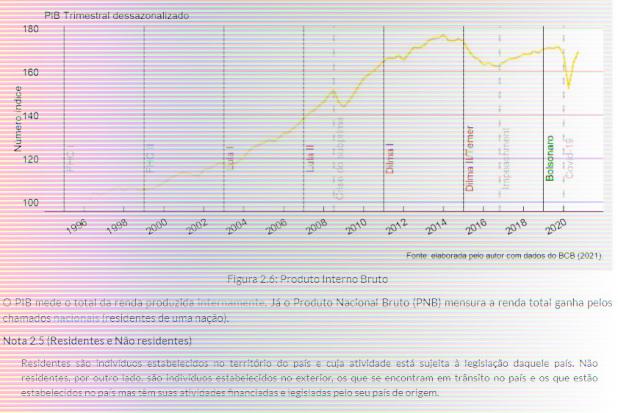 PIB Trimestral dessazonalizado
Número índice
180
160
140
120
100
FHC I
FHC II
Lula I
Lula II
Crise do subprime
Dilma I
Dilma II/Temer
Impeachment
Bolsonaro
Covid-19
1996 1998 2000 2002 2004 2006 2008 2010 2012 2014 2016 2018 2020
Fonte: elaborada pelo autor com dados do BCB (2021).
Figura 2.6: Produto Interno Bruto
O PIB mede o total da renda produzida internamente. Já o Produto Nacional Bruto (PNB) mensura a renda total ganha pelos
chamados nacionais (residentes de uma nação).
Nota 2.5 (Residentes e Não residentes)
Residentes são indivíduos estabelecidos no território do país e cuja atividade está sujeita à legislação daquele país. Não
residentes, por outro lado, são indivíduos estabelecidos no exterior, os que se encontram em trânsito no país e os que estão
estabelecidos no país mas têm suas atividades financiadas e legisladas pelo seu país de origem.